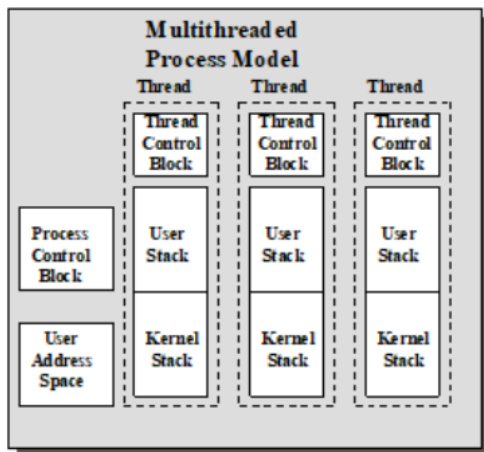 Multithreaded
Process Model
Thread
Thread
Thread
Thread
Control
Block
Thread
Control
Block
Thread
Control
Block
Process
Control
Block
User
Stack
User
Stack
User
Stack
User
Address
Space
Kernel
Stack
Kernel
Stack
Kernel
Stack